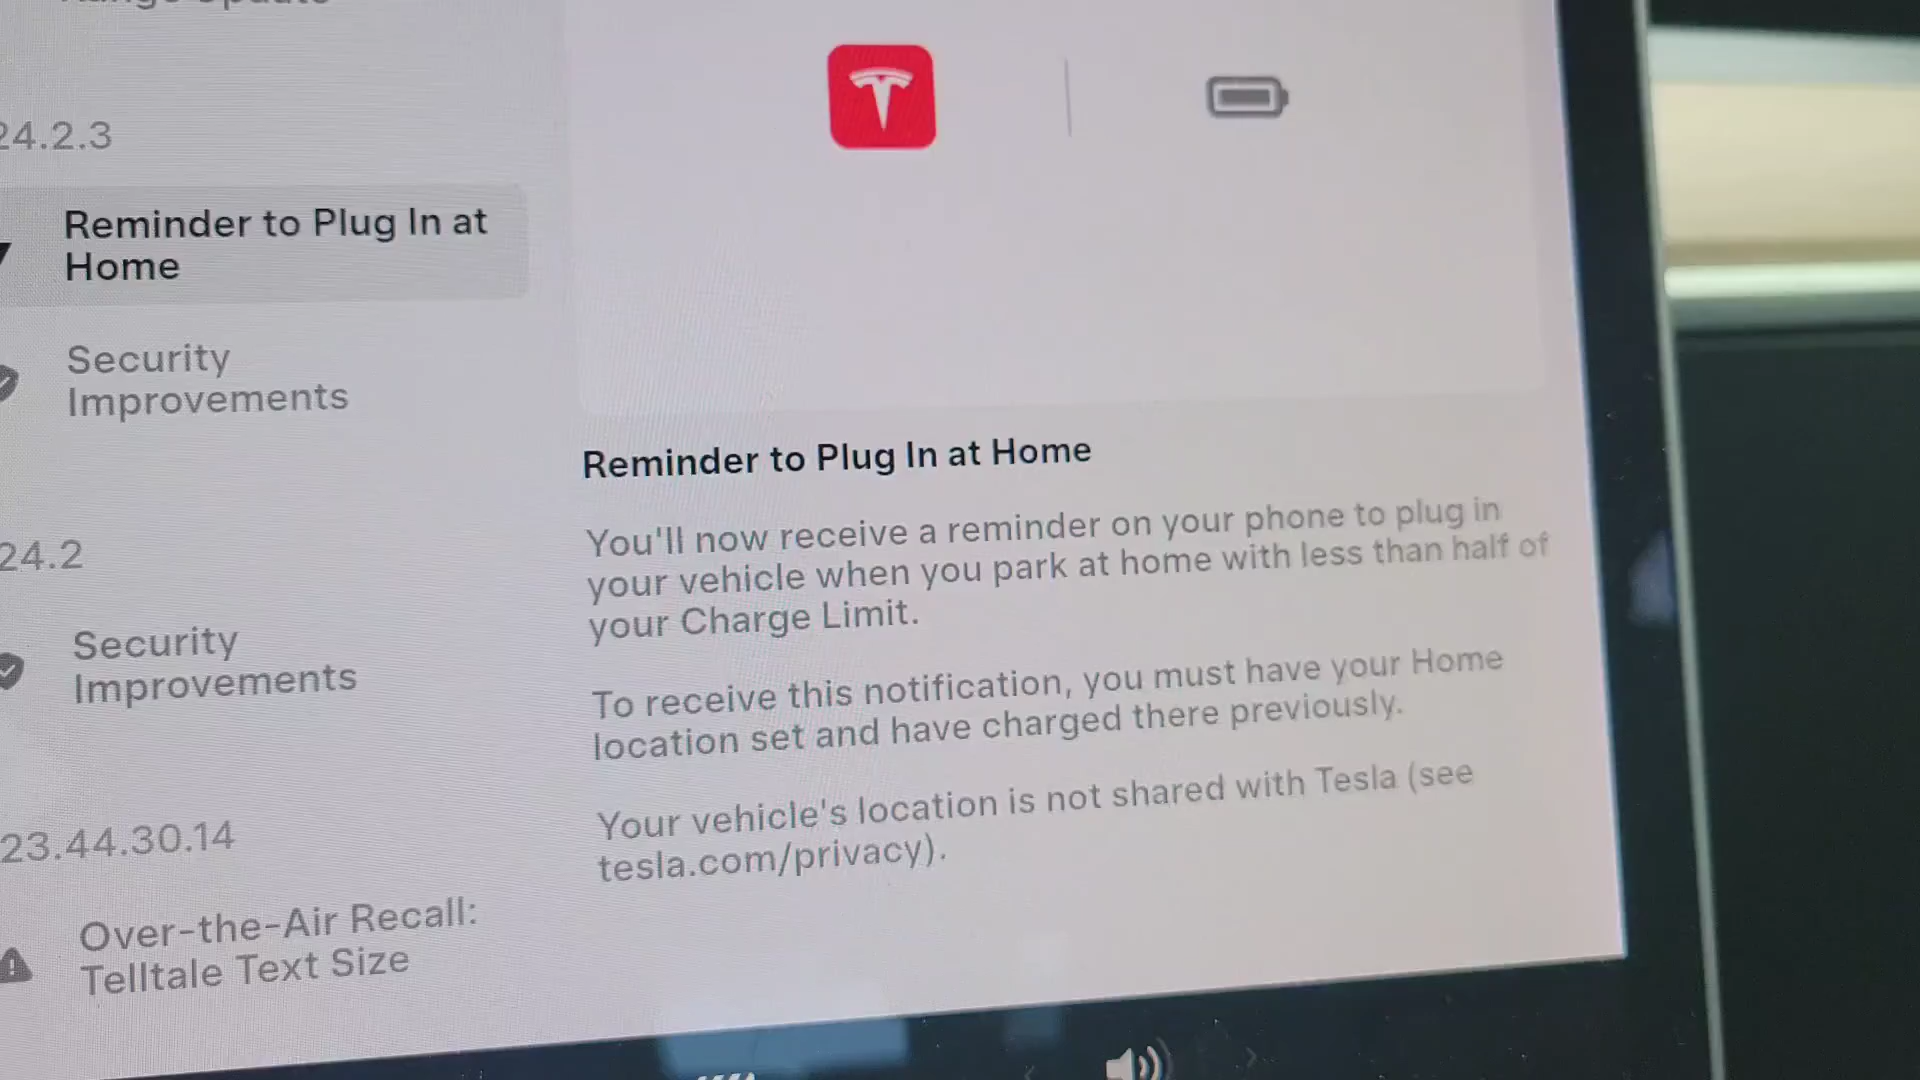 24.2.3
Reminder to Plug In at
Home
Security
Improvements
24.2
Security
Improvements
23.44.30.14
Over-the-Air Recall:
Telltale Text Size
Reminder to Plug In at Home
You'll now receive a reminder on your phone to plug in
your vehicle when you park at home with less than half of
your Charge Limit.
To receive this notification, you must have your Home
location set and have charged there previously.
Your vehicle's location is not shared with Tesla (see
tesla.com/privacy).